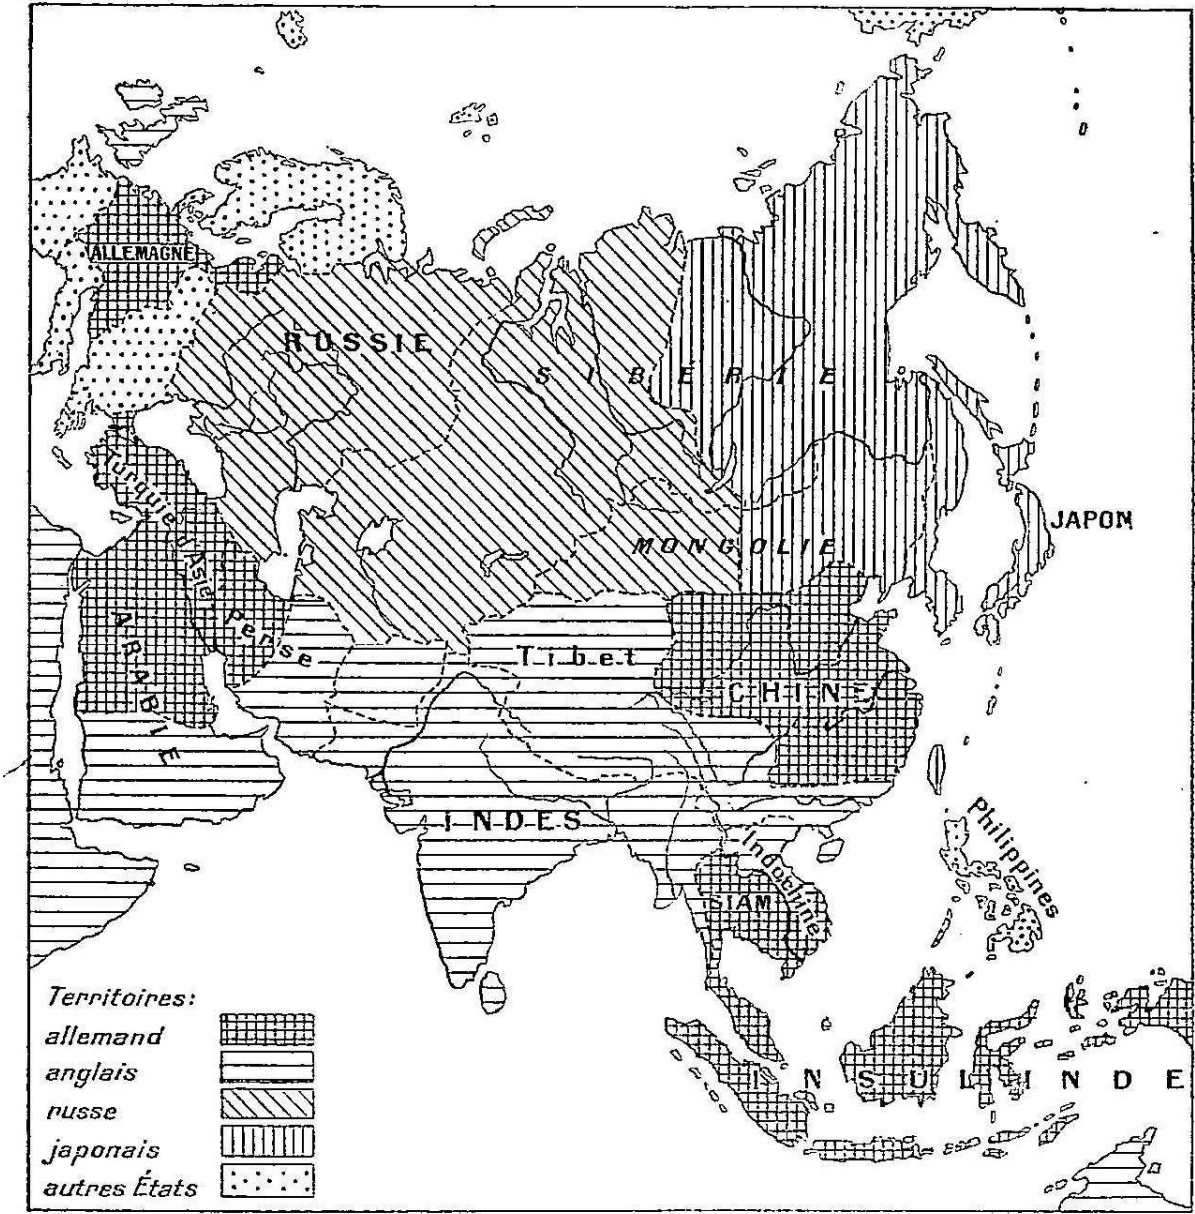 ALLEMAGNE
RUSSIE
SIBÉRIE
Turquie d'Asie
MONGOLIE
JAPON
ARABIE
Perse
Tibet
CHINE
INDES
Indochine
SIAM
Philippines
INSULINDE
Territoires:
allemand
anglais
russe
japonais
autres États